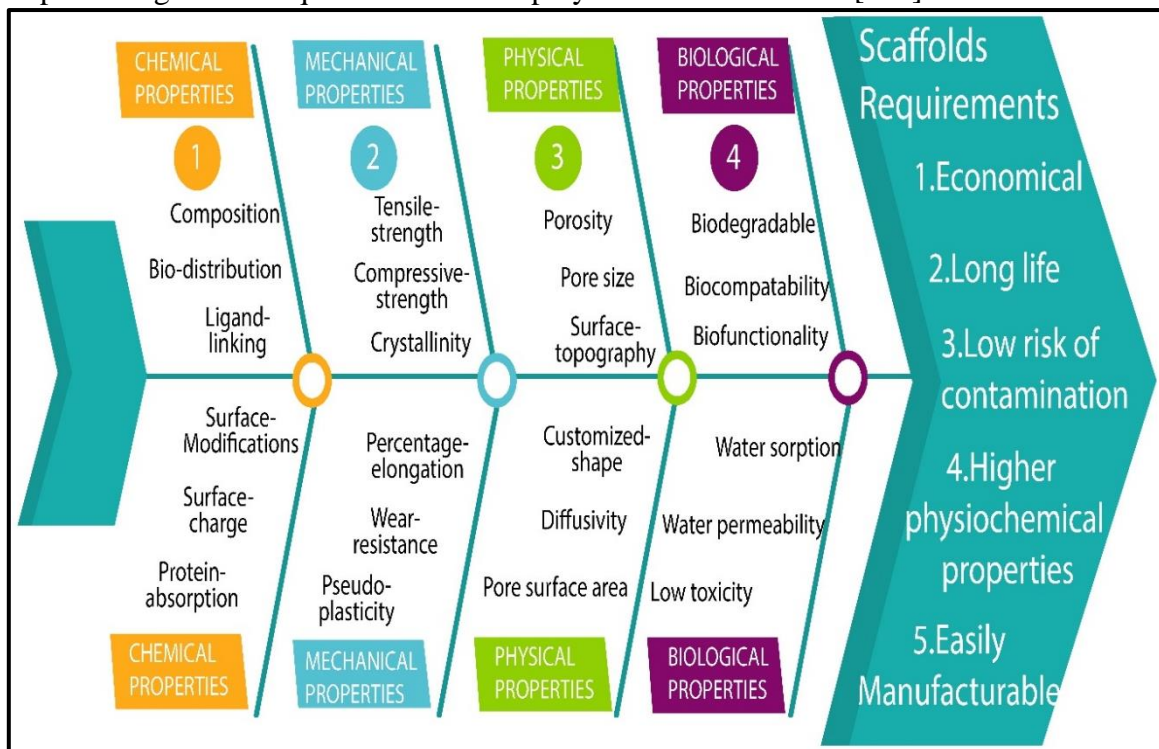 CHEMICAL
PROPERTIES
1
Composition
Bio-distribution
Ligand-
linking
Surface-
Modifications
Surface-
charge
Protein-
absorption
CHEMICAL
PROPERTIES
MECHANICAL
PROPERTIES
2
Tensile-
strength
Compressive-
strength
Crystallinity
Percentage-
elongation
Wear-
resistance
Pseudo-
plasticity
MECHANICAL
PROPERTIES
PHYSICAL
PROPERTIES
3
Porosity
Pore size
Surface-
topography
Customized-
shape
Diffusivity
Pore surface area
PHYSICAL
PROPERTIES
BIOLOGICAL
PROPERTIES
4
Biodegradable
Biocompatability
Biofunctionality
Water sorption
Water permeability
Low toxicity
BIOLOGICAL
PROPERTIES
Scaffolds
Requirements
1.Economical
2.Long life
3.Low risk of
contamination
4.Higher
physiochemical
properties
5.Easily
Manufacturable